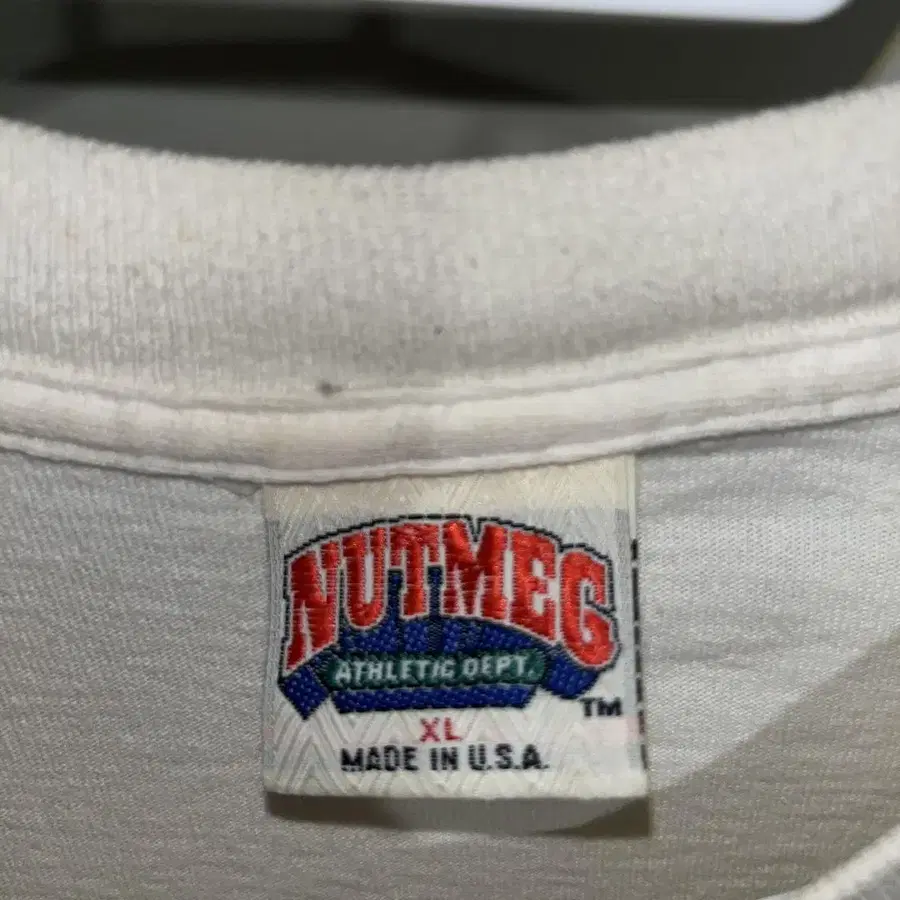 NUTMEG
ATHLETIC DEPT.
TM
XL
MADE IN U.S.A.